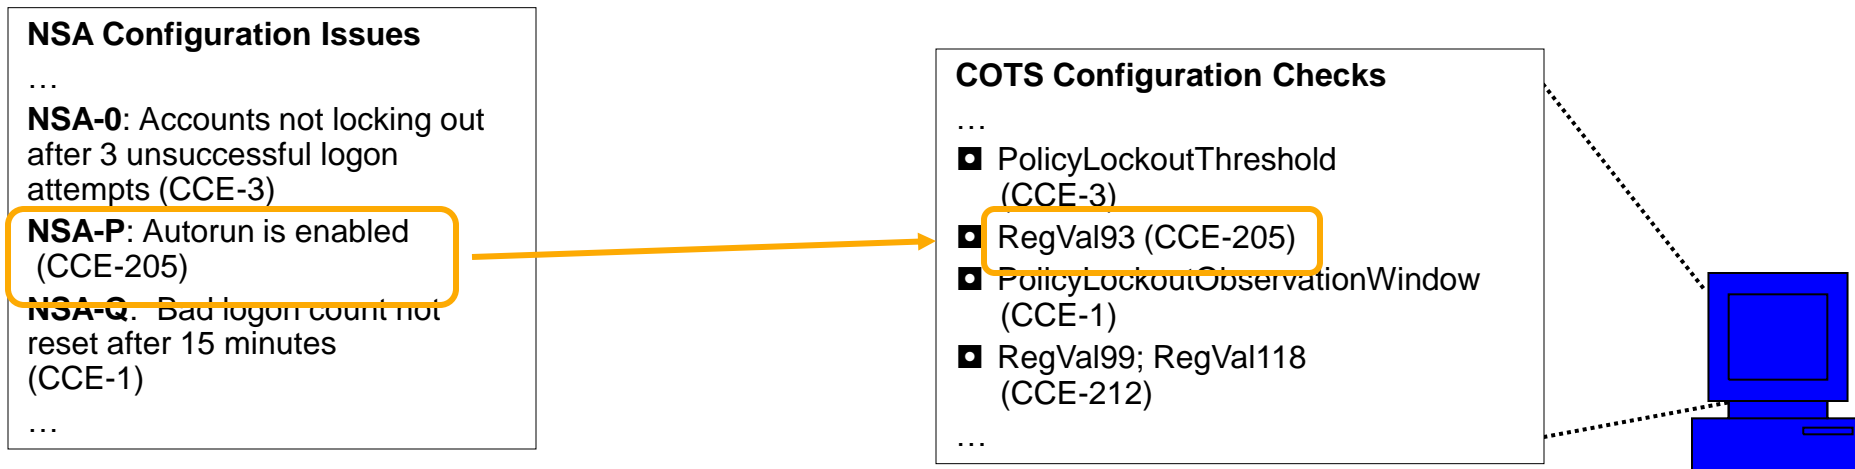 NSA Configuration Issues
…
NSA-0: Accounts not locking out
after 3 unsuccessful logon
attempts (CCE-3)
NSA-P: Autorun is enabled
(CCE-205)
NSA-Q:  Bad logon count not
reset after 15 minutes
(CCE-1)
…
COTS Configuration Checks
…
PolicyLockoutThreshold
(CCE-3)
RegVal93 (CCE-205)
PolicyLockoutObservationWindow
(CCE-1)
RegVal99; RegVal118
(CCE-212)
…